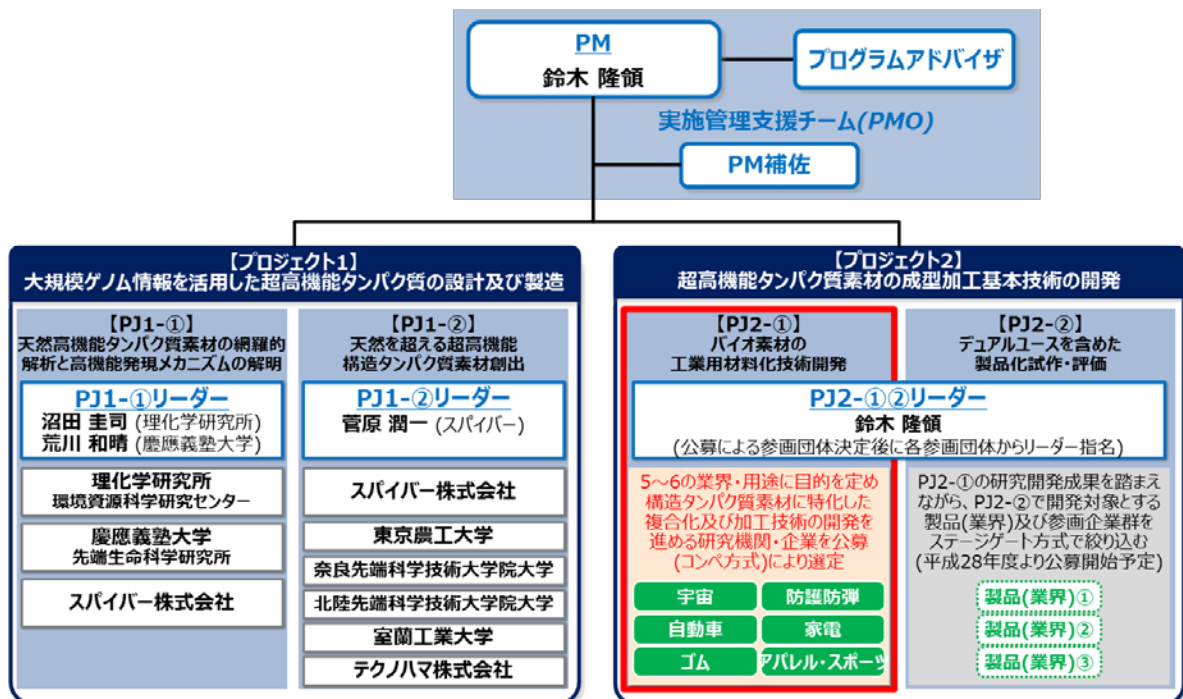 PM
鈴木 隆領
プログラムアドバイザ
実施管理支援チーム(PMO)
PM補佐
【プロジェクト1】
大規模ゲノム情報を活用した超高機能タンパク質の設計及び製造
【PJ1-①】
天然高機能タンパク質素材の網羅的
解析と高機能発現メカニズムの解明
PJ1-①リーダー
沼田 圭司 (理化学研究所)
荒川 和晴 (慶應義塾大学)
理化学研究所
環境資源科学研究センター
慶應義塾大学
先端生命科学研究所
スパイバー株式会社
【PJ1-②】
天然を超える超高機能
構造タンパク質素材創出
PJ1-②リーダー
菅原 潤一 (スパイバー)
スパイバー株式会社
東京農工大学
奈良先端科学技術大学院大学
北陸先端科学技術大学院大学
室蘭工業大学
テクノハマ株式会社
【プロジェクト2】
超高機能タンパク質素材の成型加工基本技術の開発
【PJ2-①】
バイオ素材の
工業用材料化技術開発
【PJ2-②】
デュアルユースを含めた
製品化試作・評価
PJ2-①②リーダー
鈴木 隆領
(公募による参画団体決定後に各参画団体からリーダー指名)
5～6の業界・用途に目的を定め
構造タンパク質素材に特化した
複合化及び加工技術の開発を
進める研究機関・企業を公募
(コンペ方式)により選定
宇宙
防護防弾
自動車
家電
ゴム
アパレル・スポーツ
PJ2-①の研究開発成果を踏まえ
ながら、PJ2-②で開発対象とする
製品(業界)及び参画企業群を
ステージゲート方式で絞り込む
(平成28年度より公募開始予定)
製品(業界)①
製品(業界)②
製品(業界)③